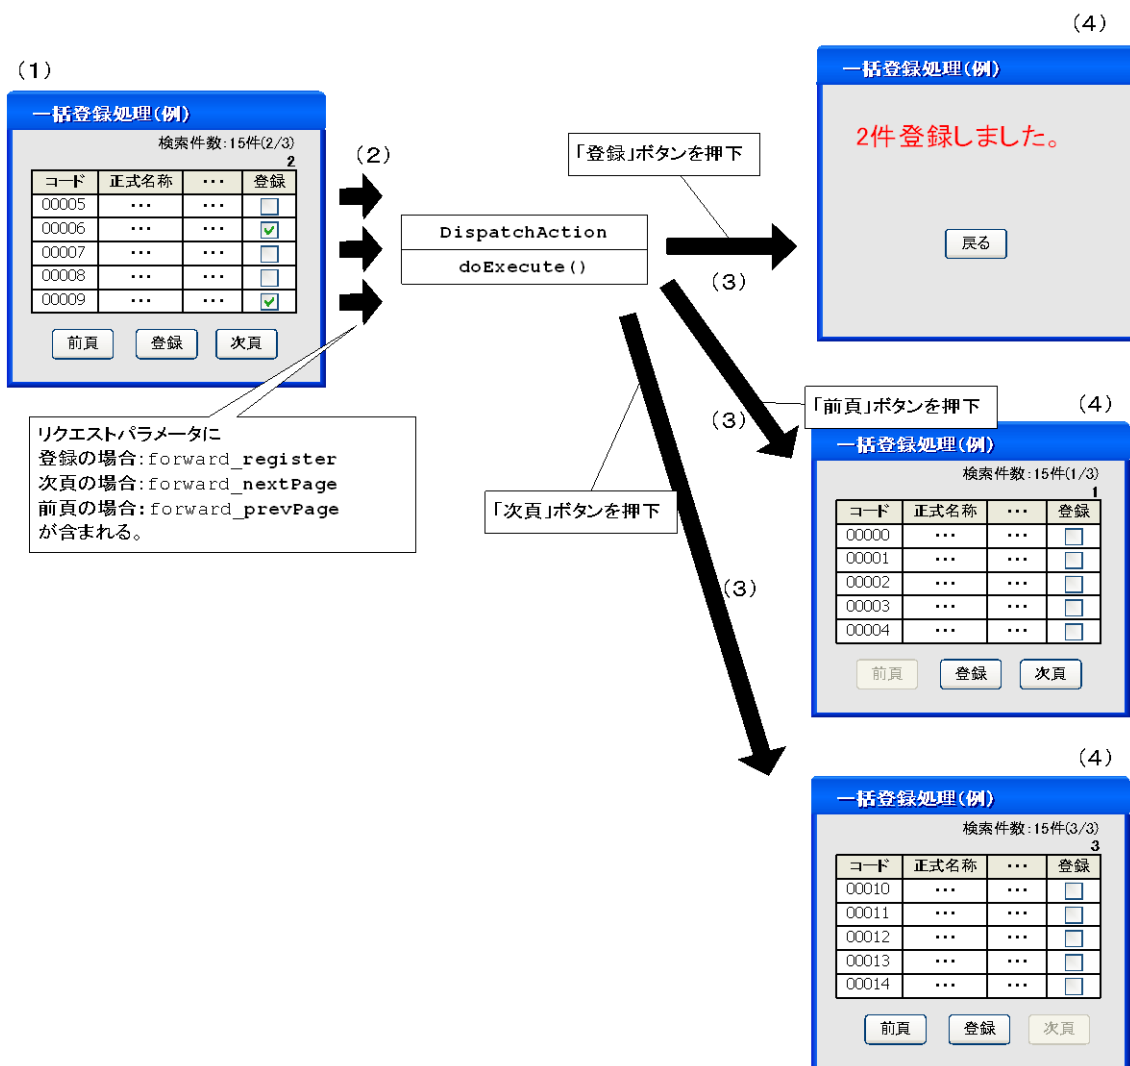 (1)
一括登録処理(例)
検索件数:15件(2/3)
2
コード 正式名称 ・・・ 登録
00005 ・・・ ・・・
00006 ・・・ ・・・
00007 ・・・ ・・・
00008 ・・・ ・・・
00009 ・・・ ・・・
前頁 登録 次頁
(2)
リクエストパラメータに
登録の場合:forward_register
次頁の場合:forward_nextPage
前頁の場合:forward_prevPage
が含まれる。
DispatchAction
doExecute()
「登録」ボタンを押下
(3)
(4)
一括登録処理(例)
2件登録しました。
戻る
「前頁」ボタンを押下
(3)
(4)
一括登録処理(例)
検索件数:15件(1/3)
1
コード 正式名称 ・・・ 登録
00000 ・・・ ・・・
00001 ・・・ ・・・
00002 ・・・ ・・・
00003 ・・・ ・・・
00004 ・・・ ・・・
前頁 登録 次頁
「次頁」ボタンを押下
(3)
(4)
一括登録処理(例)
検索件数:15件(3/3)
3
コード 正式名称 ・・・ 登録
00010 ・・・ ・・・
00011 ・・・ ・・・
00012 ・・・ ・・・
00013 ・・・ ・・・
00014 ・・・ ・・・
前頁 登録 次頁